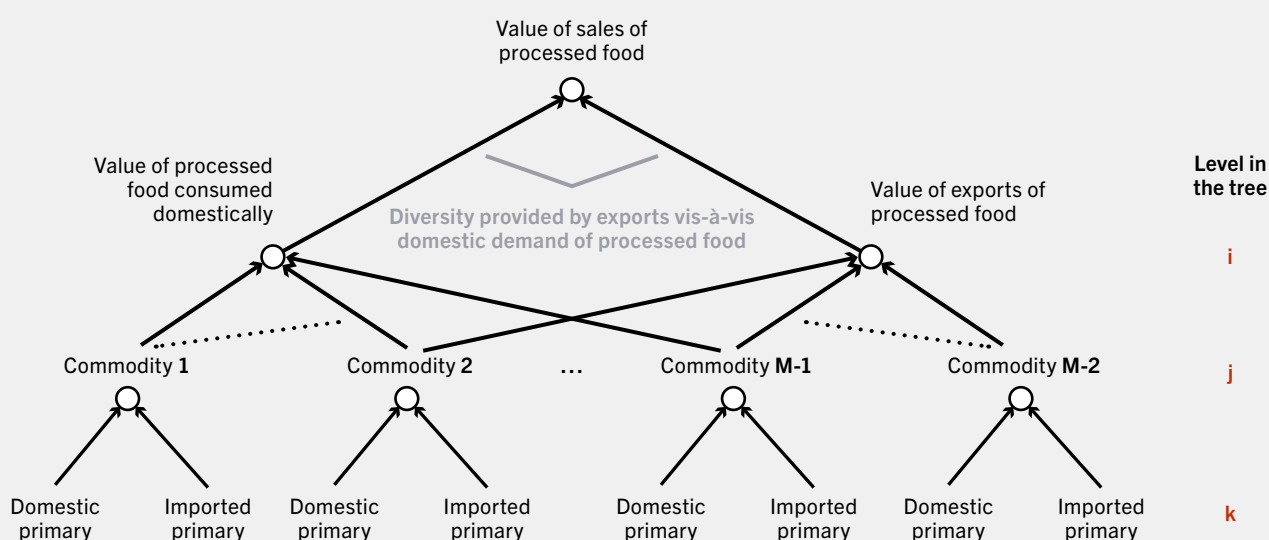 Value of sales of
processed food
Value of processed
food consumed
domestically
Level in
the tree
Value of exports of
processed food
Diversity provided by exports vis-à-vis
domestic demand of processed food
i
Commodity 1
Commodity 2
...
Commodity M-1
Commodity M-2
j
Domestic
primary
Imported
primary
Domestic
primary
Imported
primary
Domestic
primary
Imported
primary
Domestic
primary
Imported
primary
k